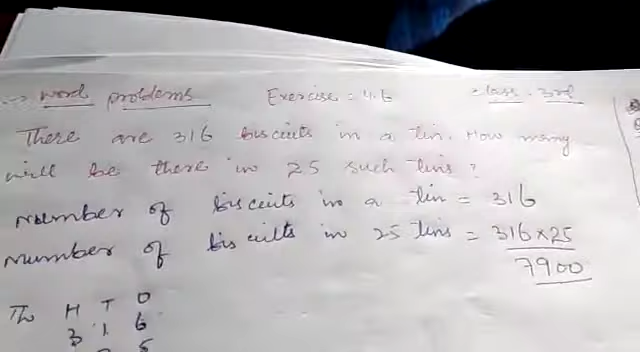 word problems Exercise : 4.6 class - 3rd
There are 316 biscuits in a tin. How many
will be there in 25 such tins?
Number of biscuits in a tin = 316
Number of biscuits in 25 tins = 316×25
7900
Th H T O
3 1 6
2 5